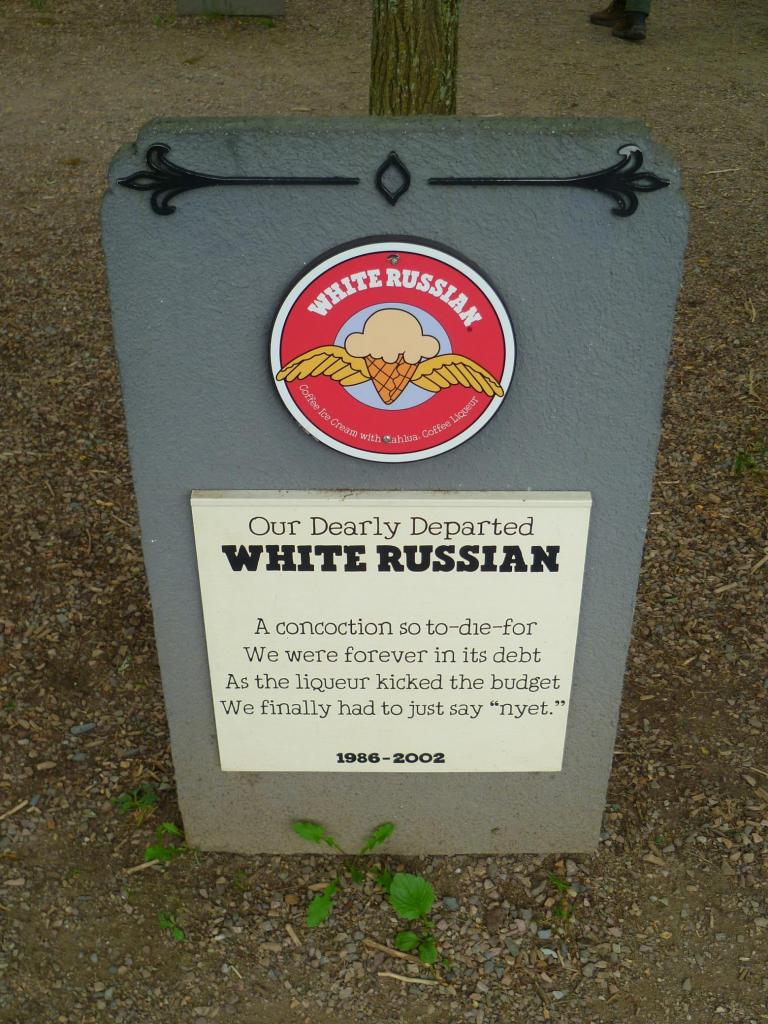 WHITE RUSSIAN
Coffee Ice Cream with Kahlua® Coffee Liqueur
Our Dearly Departed
WHITE RUSSIAN
A concoction so to-die-for
We were forever in its debt
As the liqueur kicked the budget
We finally had to just say “nyet.”
1986-2002